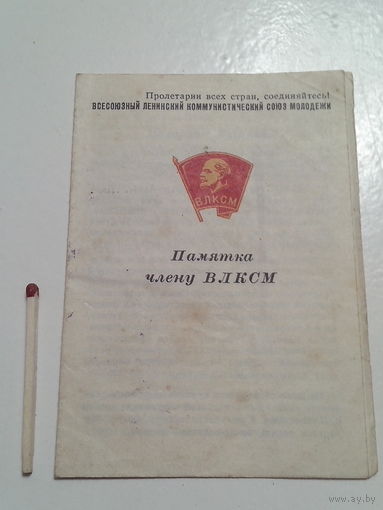 Пролетарии всех стран, соединяйтесь!
ВСЕСОЮЗНЫЙ ЛЕНИНСКИЙ КОММУНИСТИЧЕСКИЙ СОЮЗ МОЛОДЕЖИ
ВЛКСМ
Памятка
члену ВЛКСМ
www.ay.by